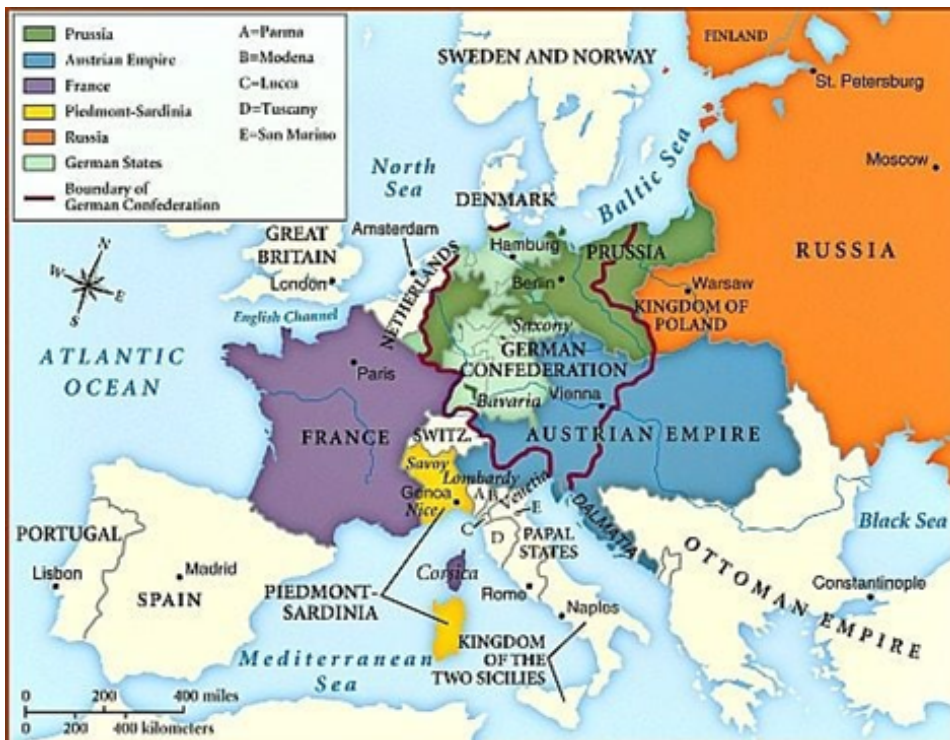 Prussia
Austrian Empire
France
Piedmont-Sardinia
Russia
German States
Boundary of
German Confederation
A=Parma
B=Modena
C=Lucca
D=Tuscany
E=San Marino
FINLAND
SWEDEN AND NORWAY
St. Petersburg
Moscow
North
Sea
Baltic Sea
DENMARK
Amsterdam
Hamburg
PRUSSIA
RUSSIA
GREAT
BRITAIN
London
NETHERLANDS
Berlin
Warsaw
KINGDOM OF
POLAND
N
W
E
S
English Channel
Saxony
GERMAN
CONFEDERATION
ATLANTIC
OCEAN
Paris
Bavaria
Vienna
FRANCE
SWITZ.
AUSTRIAN EMPIRE
Savoy
Lombardy
Venetia
Genoa
Nice
A
B
C
D
E
DALMATIA
PAPAL
STATES
Black Sea
PORTUGAL
Lisbon
Madrid
SPAIN
PIEDMONT-
SARDINIA
Corsica
Rome
Naples
OTTOMAN EMPIRE
Constantinople
KINGDOM
OF THE
TWO SICILIES
Mediterranean
Sea
0 200 400 miles
0 200 400 kilometers